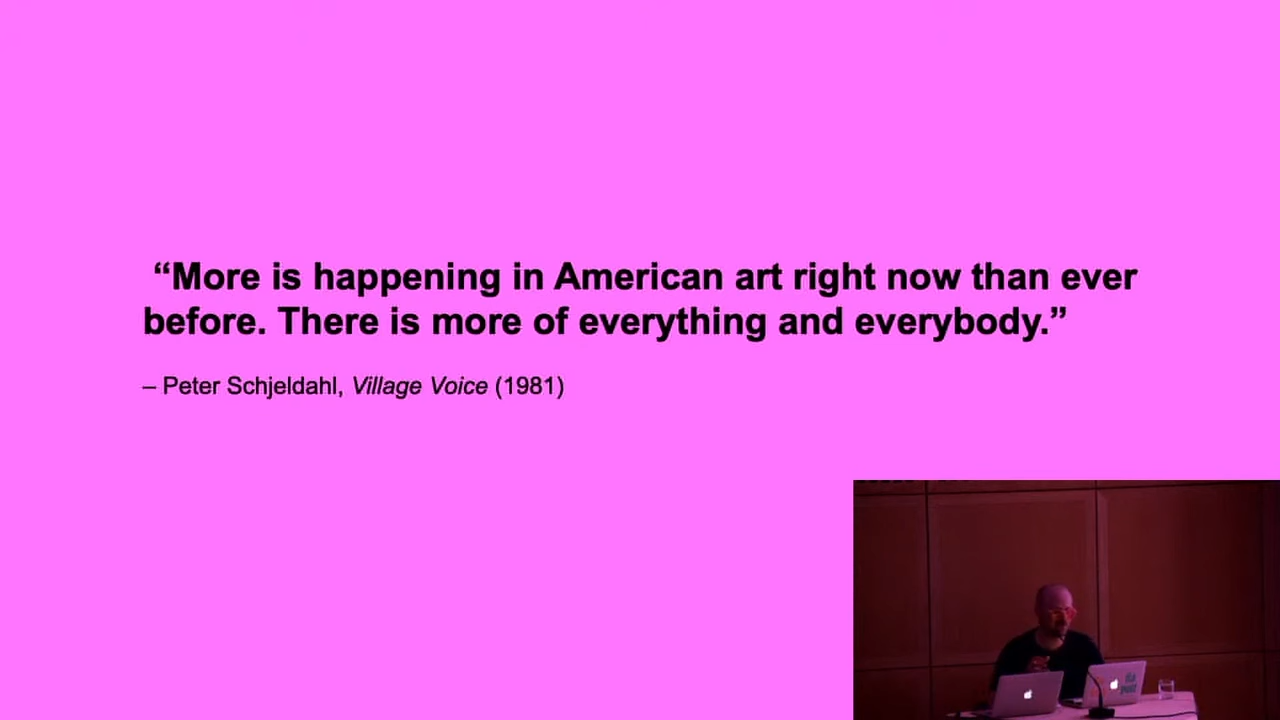 “More is happening in American art right now than ever
before. There is more of everything and everybody.”
– Peter Schjeldahl, Village Voice (1981)